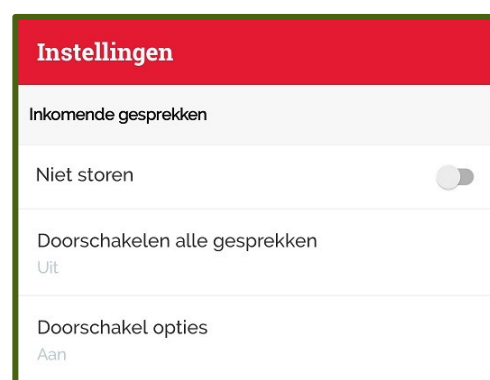 Instellingen
Inkomende gesprekken
Niet storen
Doorschakelen alle gesprekken
Uit
Doorschakel opties
Aan